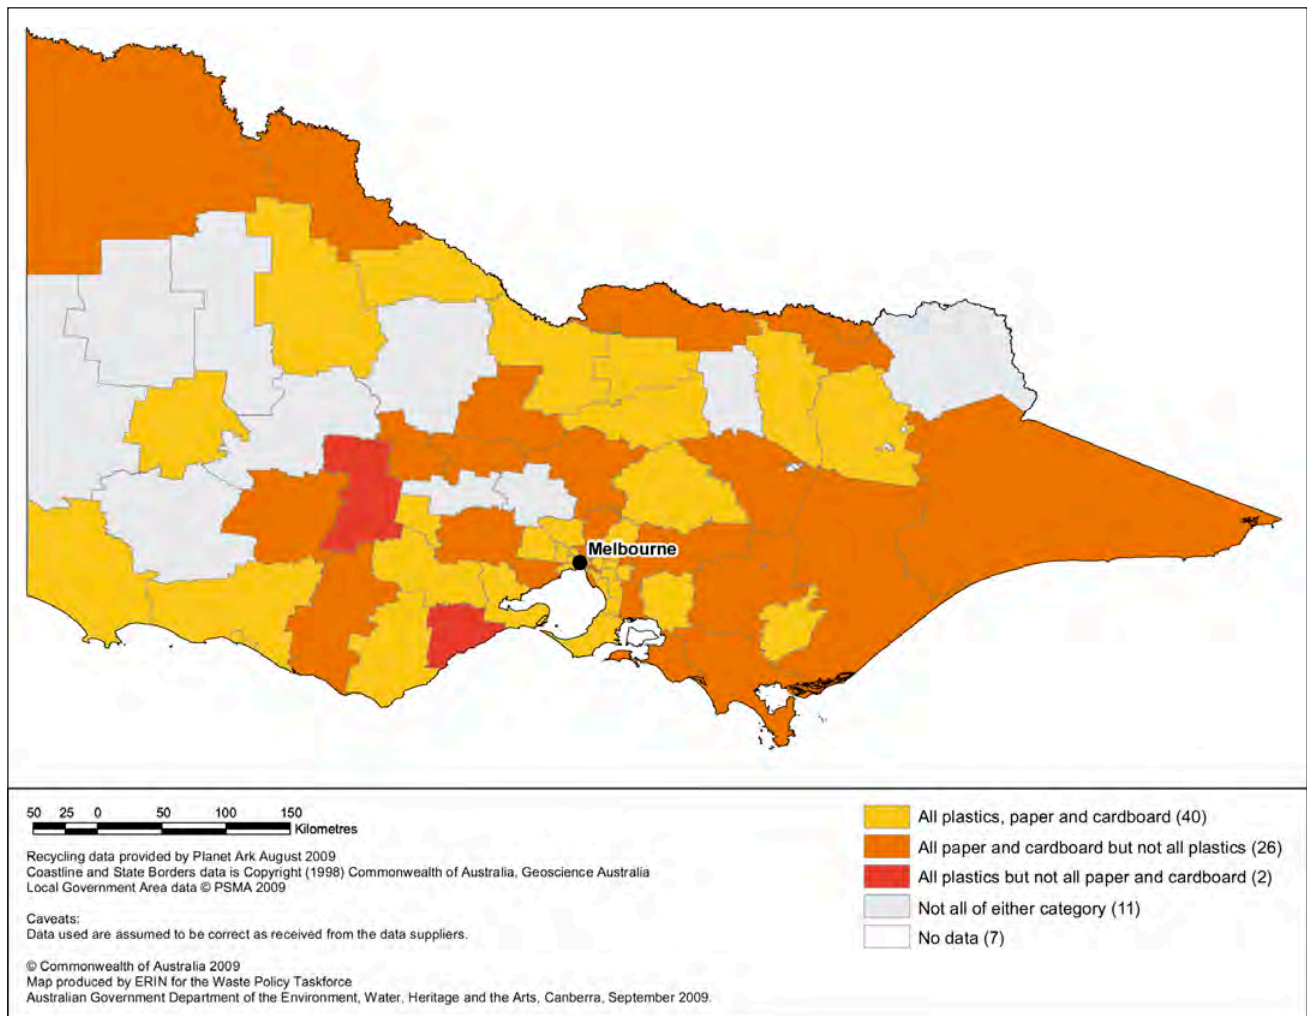 Melbourne
50 25 0 50 100 150
Kilometres
Recycling data provided by Planet Ark August 2009
Coastline and State Borders data is Copyright (1998) Commonwealth of Australia, Geoscience Australia
Local Government Area data © PSMA 2009
Caveats:
Data used are assumed to be correct as received from the data suppliers.
© Commonwealth of Australia 2009
Map produced by ERIN for the Waste Policy Taskforce
Australian Government Department of the Environment, Water, Heritage and the Arts, Canberra, September 2009.
All plastics, paper and cardboard (40)
All paper and cardboard but not all plastics (26)
All plastics but not all paper and cardboard (2)
Not all of either category (11)
No data (7)